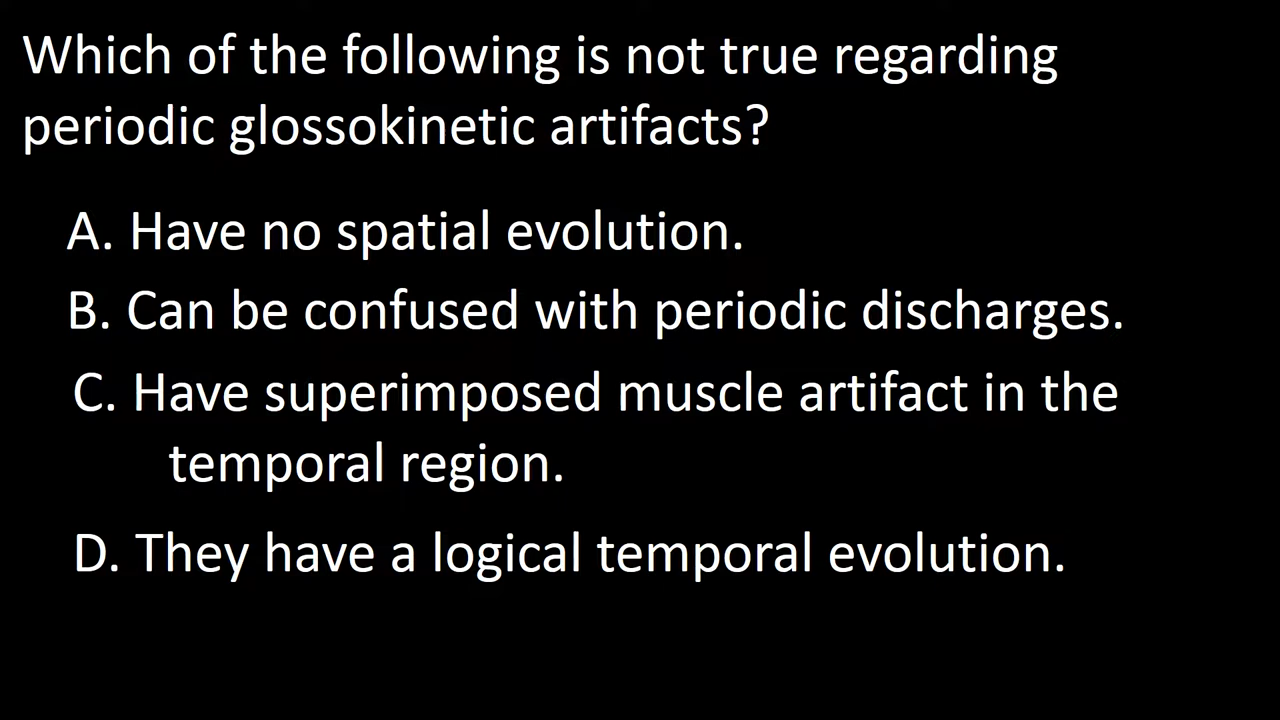 Which of the following is not true regarding
periodic glossokinetic artifacts?
A. Have no spatial evolution.
B. Can be confused with periodic discharges.
C. Have superimposed muscle artifact in the
temporal region.
D. They have a logical temporal evolution.